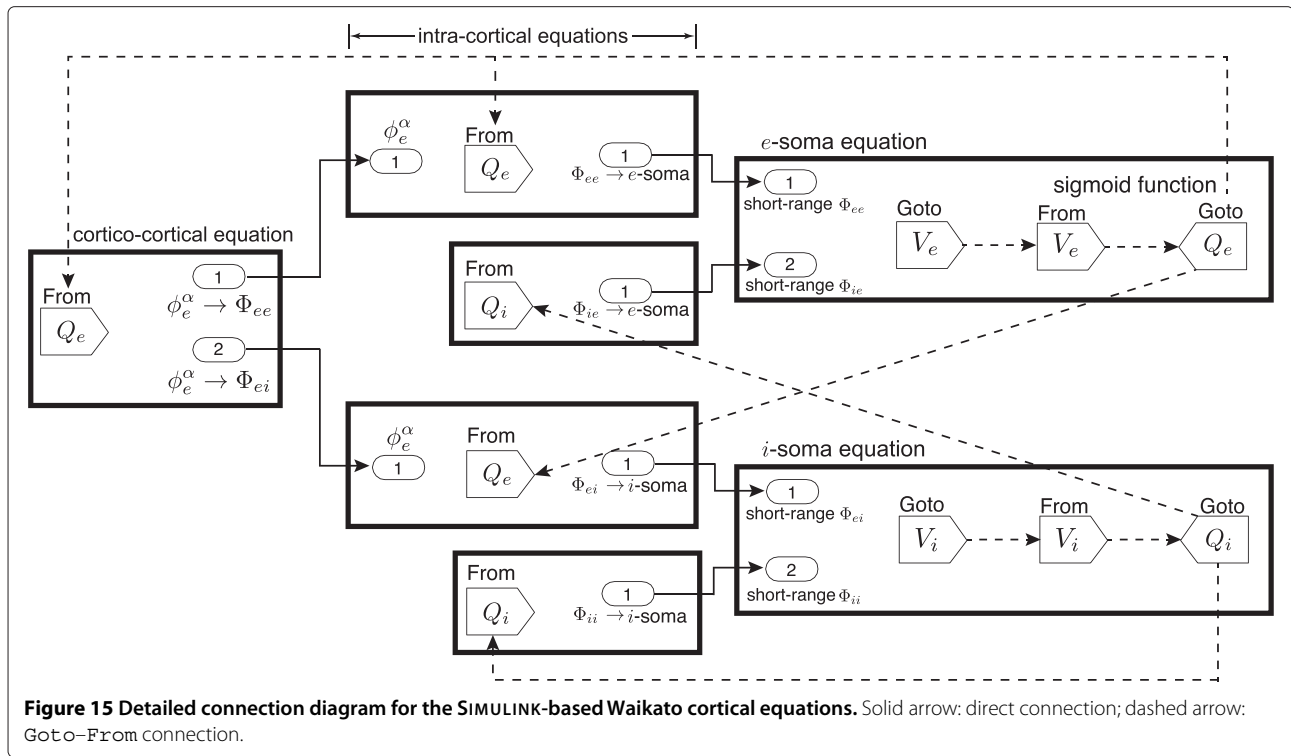 intra-cortical equations
ϕ_e^α
1
From
Q_e
1
Φ_ee → e-soma
e-soma equation
1
short-range Φ_ee
sigmoid function
Goto
V_e
From
V_e
Goto
Q_e
2
short-range Φ_ie
cortico-cortical equation
From
Q_e
1
ϕ_e^α → Φ_ee
2
ϕ_e^α → Φ_ei
From
Q_i
1
Φ_ie → e-soma
ϕ_e^α
1
From
Q_e
1
Φ_ei → i-soma
i-soma equation
1
short-range Φ_ei
Goto
V_i
From
V_i
Goto
Q_i
2
short-range Φ_ii
From
Q_i
1
Φ_ii → i-soma
Figure 15 Detailed connection diagram for the SIMULINK-based Waikato cortical equations. Solid arrow: direct connection; dashed arrow:
Goto–From connection.